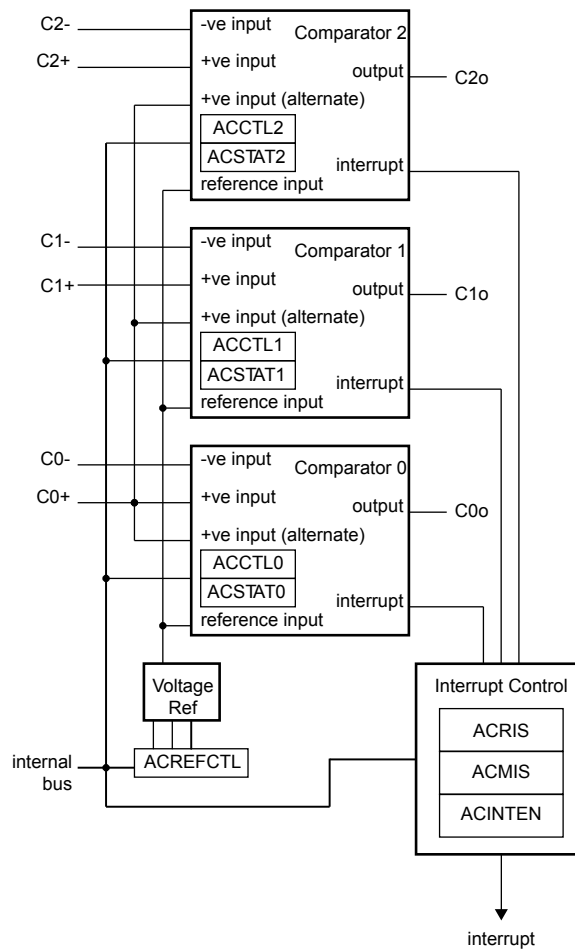 C2-
-ve input
Comparator 2
C2+
+ve input
output
C2o
+ve input (alternate)
ACCTL2
ACSTAT2
interrupt
reference input
C1-
-ve input
Comparator 1
C1+
+ve input
output
C1o
+ve input (alternate)
ACCTL1
ACSTAT1
interrupt
reference input
C0-
-ve input
Comparator 0
C0+
+ve input
output
C0o
+ve input (alternate)
ACCTL0
ACSTAT0
interrupt
reference input
Voltage
Ref
Interrupt Control
ACRIS
internal
bus
ACREFCTL
ACMIS
ACINTEN
interrupt